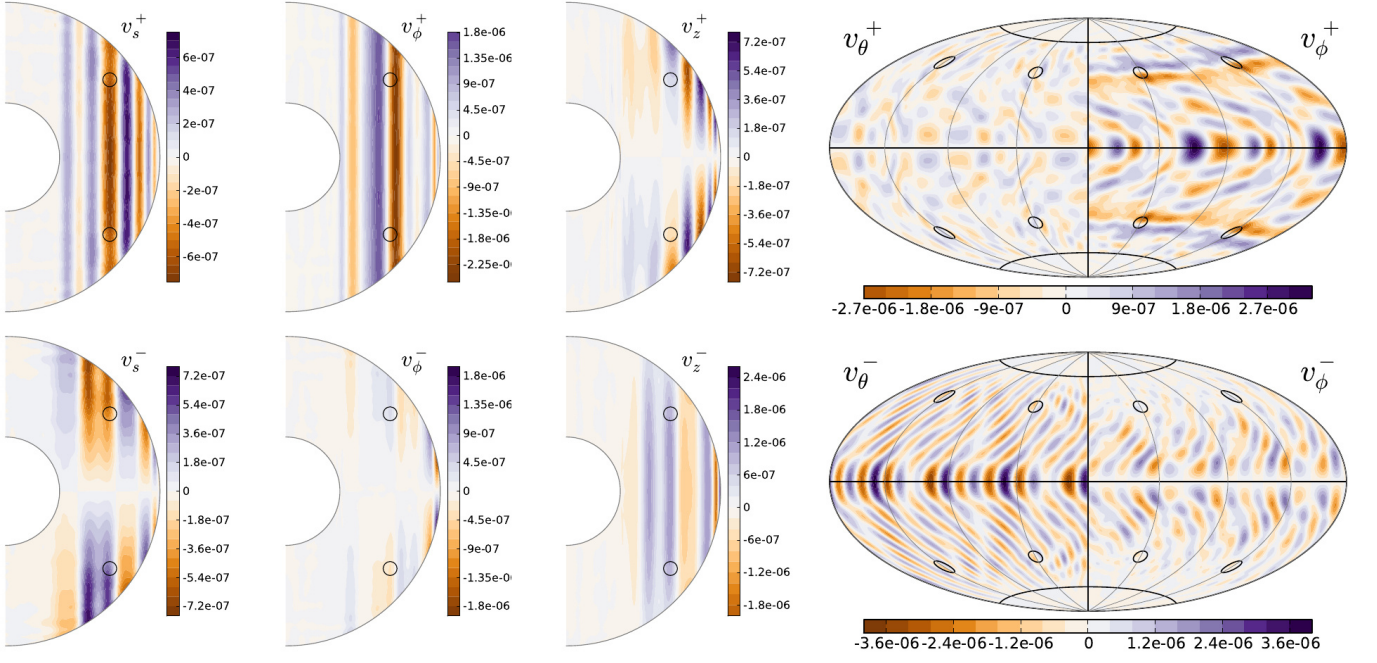 v_s^+
6e-07
4e-07
2e-07
0
-2e-07
-4e-07
-6e-07
v_ϕ^+
1.8e-06
1.35e-06
9e-07
4.5e-07
0
-4.5e-07
-9e-07
-1.35e-0
-1.8e-06
-2.25e-0
v_z^+
7.2e-07
5.4e-07
3.6e-07
1.8e-07
0
-1.8e-07
-3.6e-07
-5.4e-07
-7.2e-07
v_θ^+ v_ϕ^+
-2.7e-06 -1.8e-06 -9e-07 0 9e-07 1.8e-06 2.7e-06
v_s^-
7.2e-07
5.4e-07
3.6e-07
1.8e-07
0
-1.8e-07
-3.6e-07
-5.4e-07
-7.2e-07
v_ϕ^-
1.8e-06
1.35e-06
9e-07
4.5e-07
0
-4.5e-07
-9e-07
-1.35e-0
-1.8e-06
v_z^-
2.4e-06
1.8e-06
1.2e-06
6e-07
0
-6e-07
-1.2e-06
-1.8e-06
v_θ^- v_ϕ^-
-3.6e-06 -2.4e-06 -1.2e-06 0 1.2e-06 2.4e-06 3.6e-06